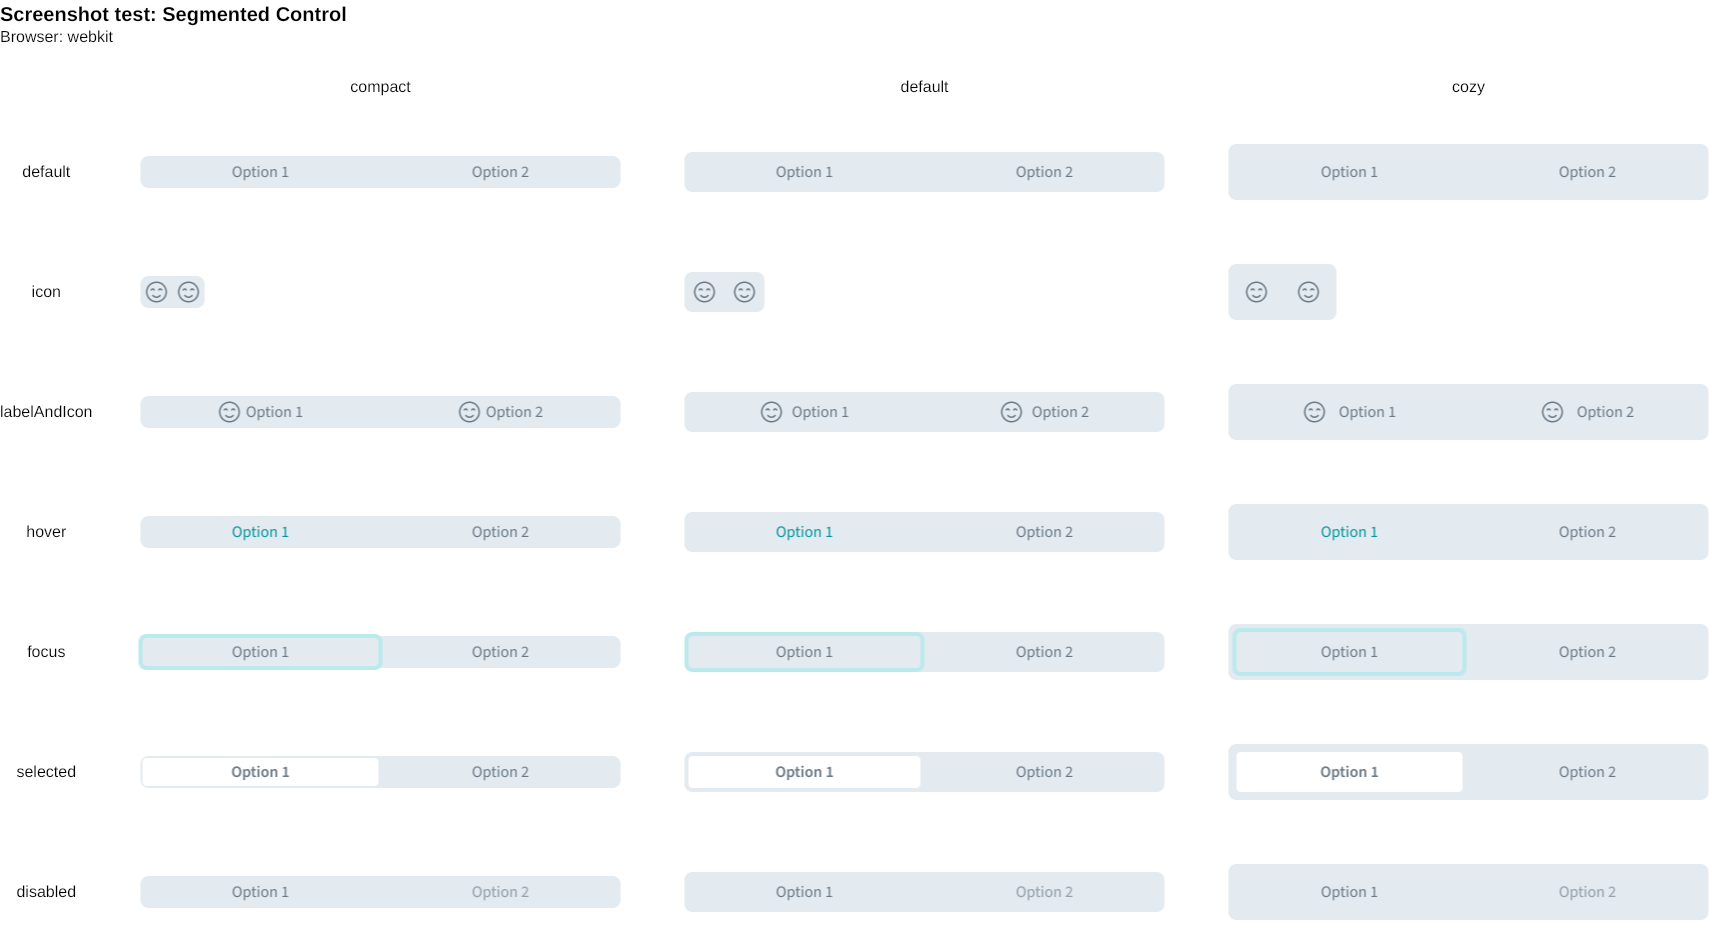 Screenshot test: Segmented Control
Browser: webkit
compact default cozy
default Option 1 Option 2 Option 1 Option 2 Option 1 Option 2
icon
labelAndIcon Option 1 Option 2 Option 1 Option 2 Option 1 Option 2
hover Option 1 Option 2 Option 1 Option 2 Option 1 Option 2
focus Option 1 Option 2 Option 1 Option 2 Option 1 Option 2
selected Option 1 Option 2 Option 1 Option 2 Option 1 Option 2
disabled Option 1 Option 2 Option 1 Option 2 Option 1 Option 2